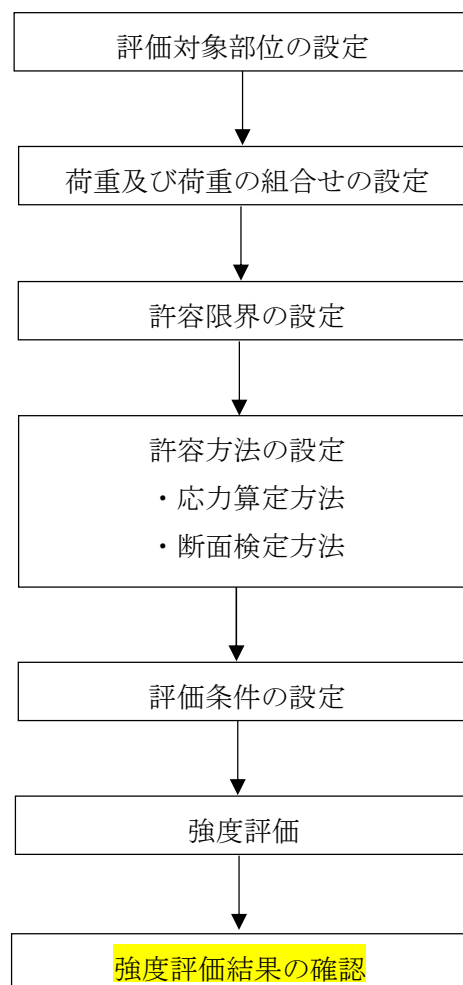 評価対象部位の設定
荷重及び荷重の組合せの設定
許容限界の設定
許容方法の設定
・応力算定方法
・断面検定方法
評価条件の設定
強度評価
強度評価結果の確認